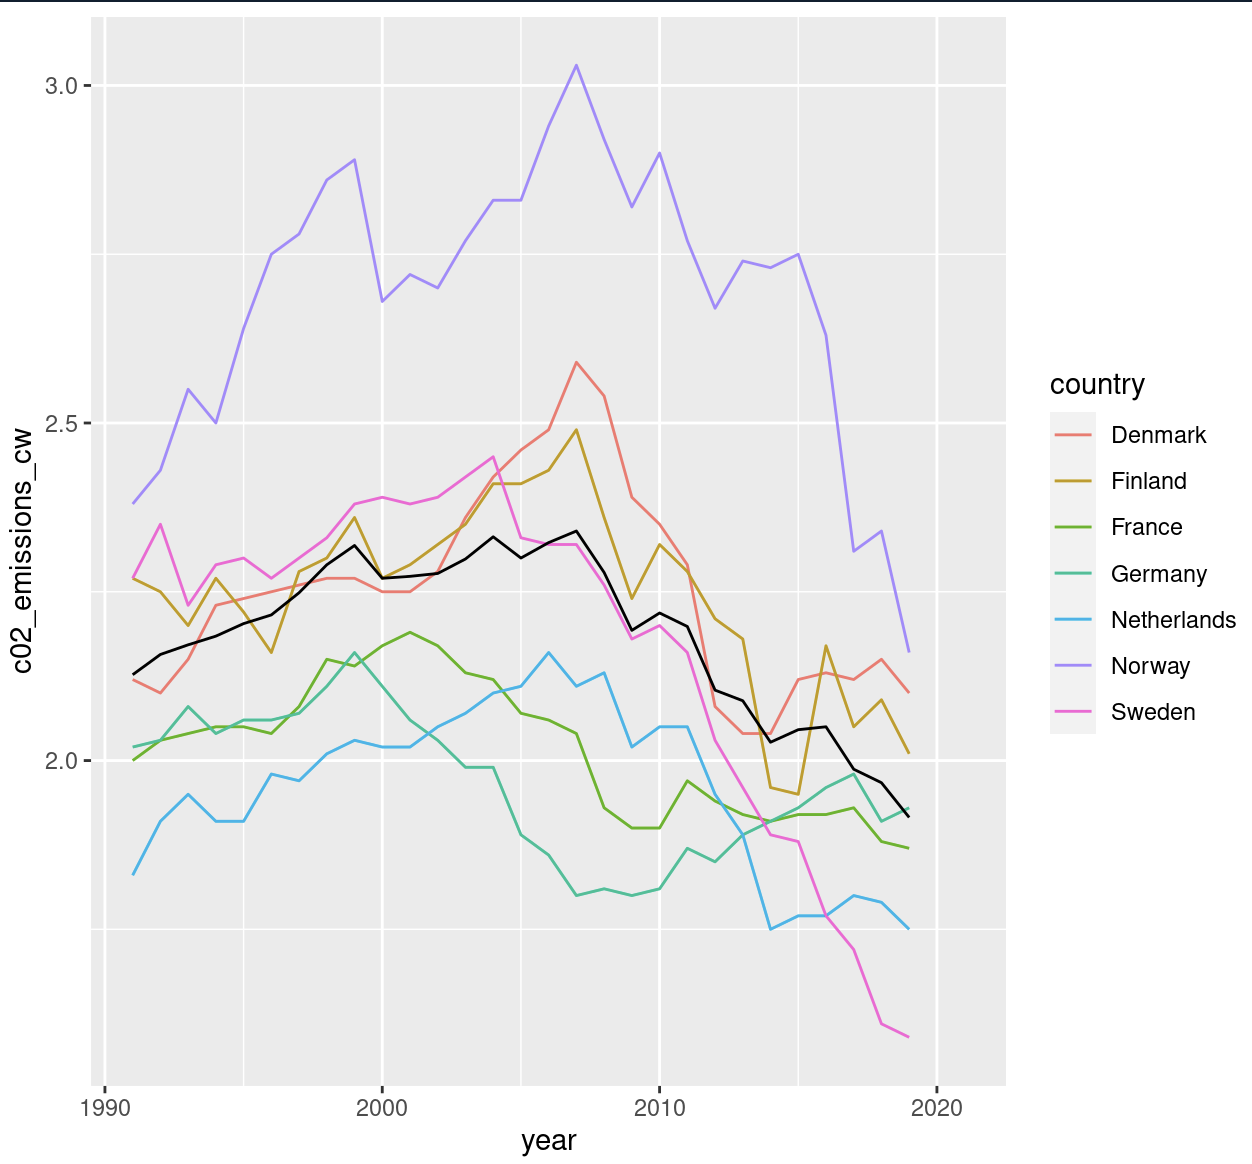 3.0
2.5
2.0
c02_emissions_cw
1990 2000 2010 2020
year
country
Denmark
Finland
France
Germany
Netherlands
Norway
Sweden